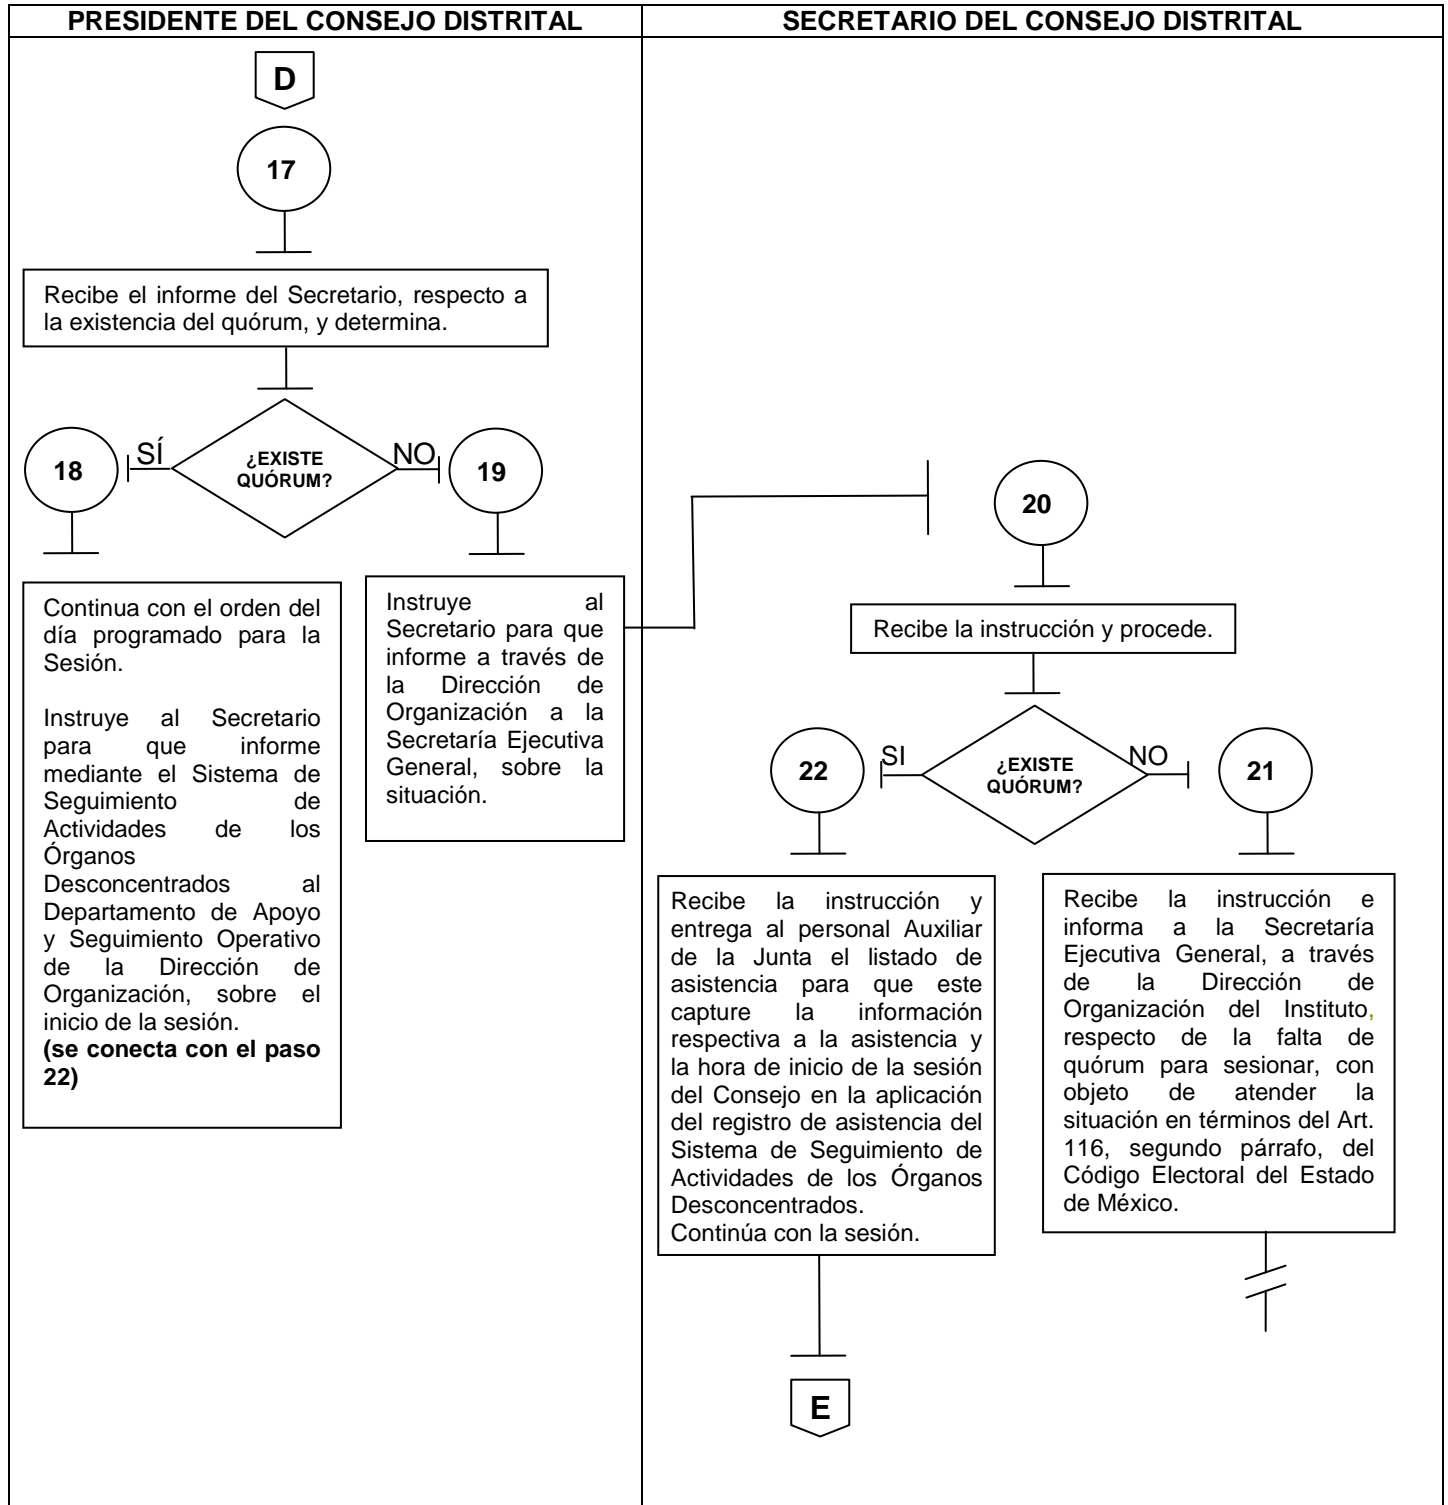 PRESIDENTE DEL CONSEJO DISTRITAL
SECRETARIO DEL CONSEJO DISTRITAL
D
17
Recibe el informe del Secretario, respecto a
la existencia del quórum, y determina.
18
SÍ
¿EXISTE
QUÓRUM?
NO
19
Continua con el orden del
día programado para la
Sesión.
Instruye al Secretario
para que informe
mediante el Sistema de
Seguimiento de
Actividades de los
Órganos
Desconcentrados al
Departamento de Apoyo
y Seguimiento Operativo
de la Dirección de
Organización, sobre el
inicio de la sesión.
(se conecta con el paso
22)
Instruye al
Secretario para que
informe a través de
la Dirección de
Organización a la
Secretaría Ejecutiva
General, sobre la
situación.
20
Recibe la instrucción y procede.
22
SI
¿EXISTE
QUÓRUM?
NO
21
Recibe la instrucción y
entrega al personal Auxiliar
de la Junta el listado de
asistencia para que este
capture la información
respectiva a la asistencia y
la hora de inicio de la sesión
del Consejo en la aplicación
del registro de asistencia del
Sistema de Seguimiento de
Actividades de los Órganos
Desconcentrados.
Continúa con la sesión.
Recibe la instrucción e
informa a la Secretaría
Ejecutiva General, a través
de la Dirección de
Organización del Instituto,
respecto de la falta de
quórum para sesionar, con
objeto de atender la
situación en términos del Art.
116, segundo párrafo, del
Código Electoral del Estado
de México.
E